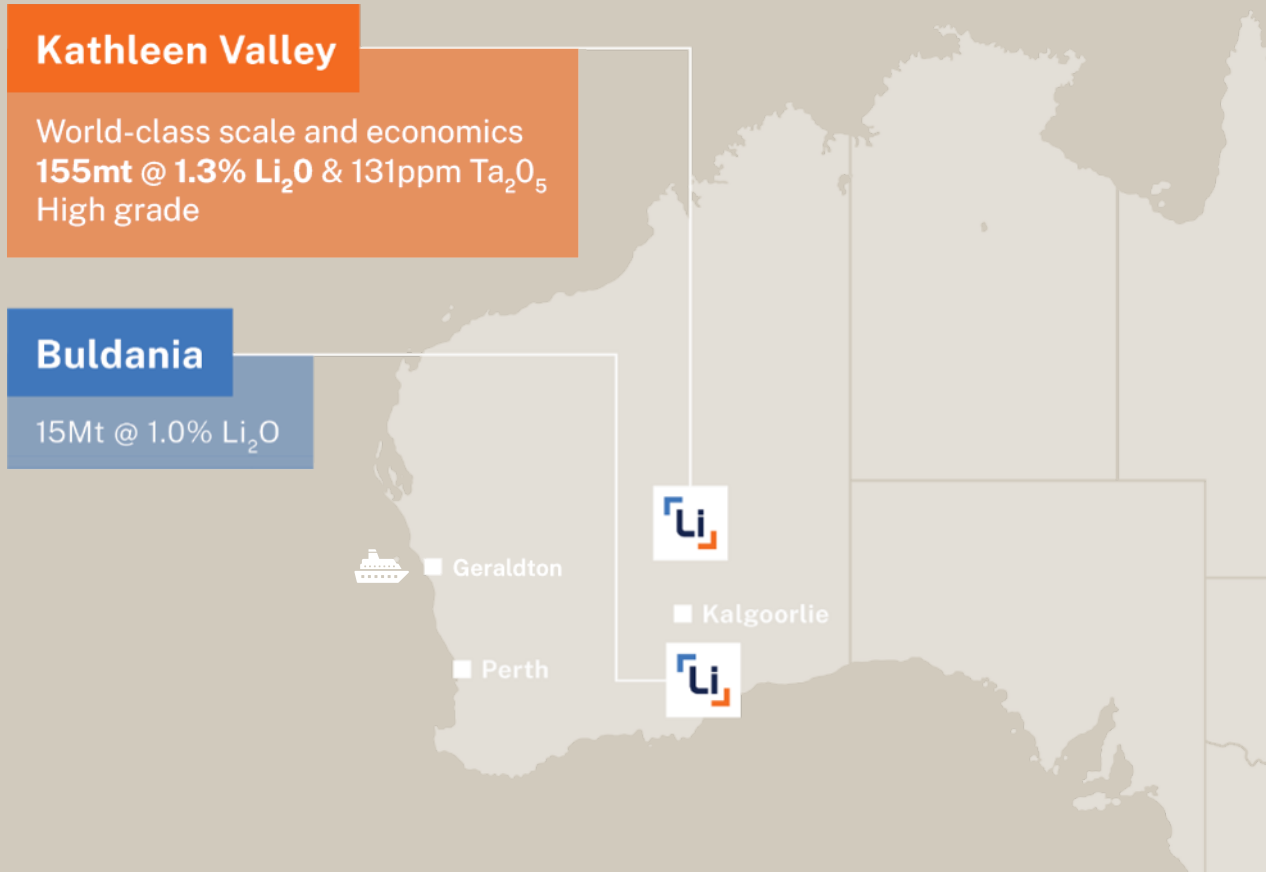 Kathleen Valley
World-class scale and economics
155mt @ 1.3% Li₂0 & 131ppm Ta₂0₅
High grade
Buldania
15Mt @ 1.0% Li₂O
Li
Geraldton
Kalgoorlie
Perth
Li